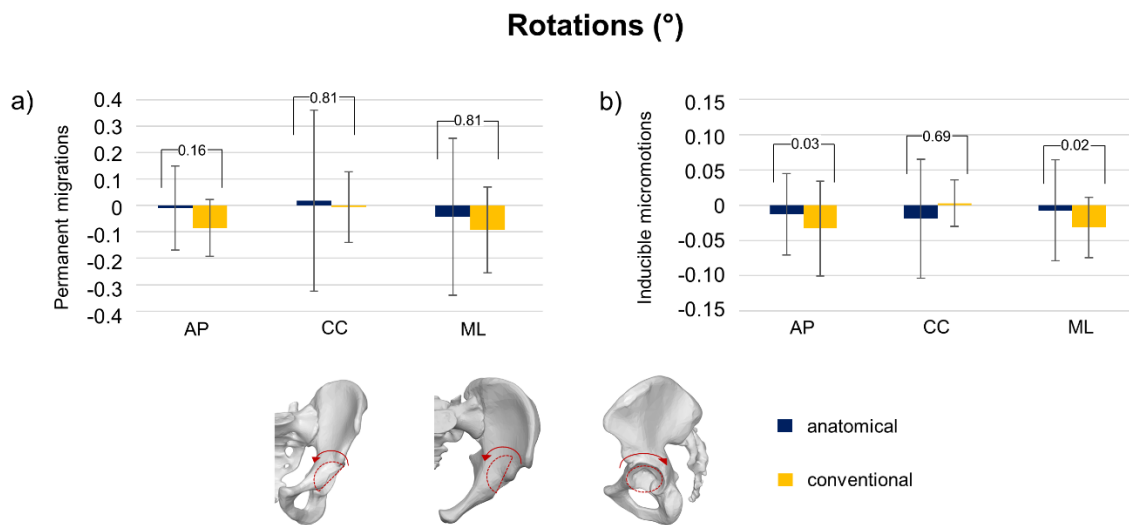 Rotations (°)
a)
Permanent migrations
0.4
0.3
0.2
0.1
0
-0.1
-0.2
-0.3
-0.4
0.16
0.81
0.81
AP
CC
ML
b)
Inducible micromotions
0.15
0.10
0.05
0
-0.05
-0.10
-0.15
0.03
0.69
0.02
AP
CC
ML
anatomical
conventional